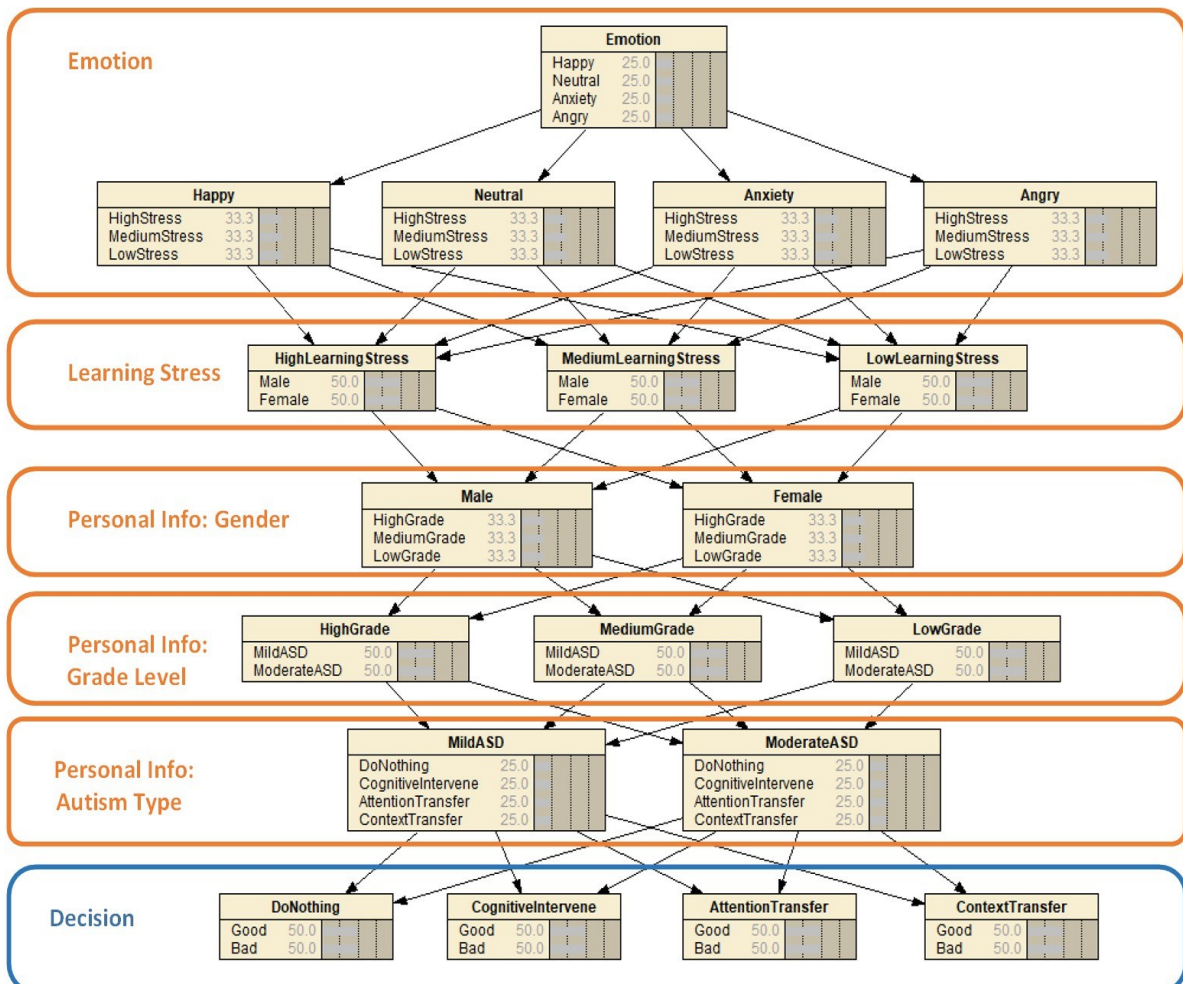 Emotion
Emotion
Happy 25.0
Neutral 25.0
Anxiety 25.0
Angry 25.0
Happy
HighStress 33.3
MediumStress 33.3
LowStress 33.3
Neutral
HighStress 33.3
MediumStress 33.3
LowStress 33.3
Anxiety
HighStress 33.3
MediumStress 33.3
LowStress 33.3
Angry
HighStress 33.3
MediumStress 33.3
LowStress 33.3
Learning Stress
HighLearningStress
Male 50.0
Female 50.0
MediumLearningStress
Male 50.0
Female 50.0
LowLearningStress
Male 50.0
Female 50.0
Personal Info: Gender
Male
HighGrade 33.3
MediumGrade 33.3
LowGrade 33.3
Female
HighGrade 33.3
MediumGrade 33.3
LowGrade 33.3
Personal Info:
Grade Level
HighGrade
MildASD 50.0
ModerateASD 50.0
MediumGrade
MildASD 50.0
ModerateASD 50.0
LowGrade
MildASD 50.0
ModerateASD 50.0
Personal Info:
Autism Type
MildASD
DoNothing 25.0
CognitiveIntervene 25.0
AttentionTransfer 25.0
ContextTransfer 25.0
ModerateASD
DoNothing 25.0
CognitiveIntervene 25.0
AttentionTransfer 25.0
ContextTransfer 25.0
Decision
DoNothing
Good 50.0
Bad 50.0
CognitiveIntervene
Good 50.0
Bad 50.0
AttentionTransfer
Good 50.0
Bad 50.0
ContextTransfer
Good 50.0
Bad 50.0